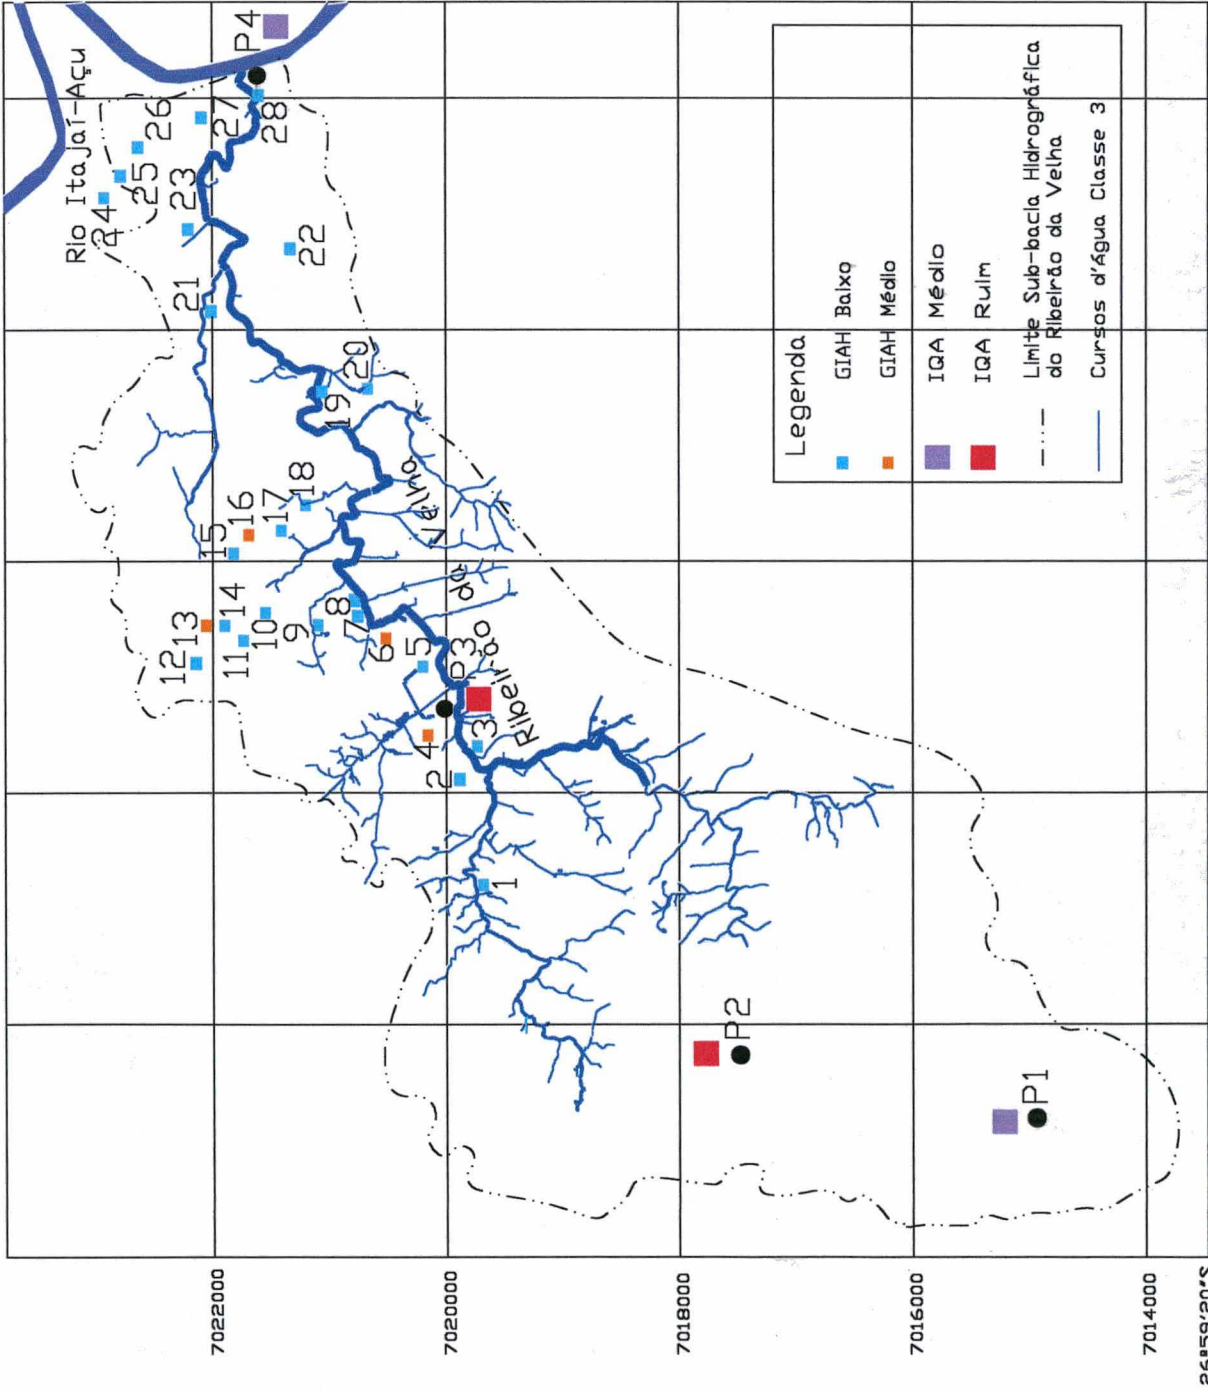 Rio Itajaí-Açu
P4
24
25
26
27
28
23
22
21
20
19
18
17
16
15
14
13
12
11
10
9
8
7
6
5
P3
4
3
2
1
Ribeirão da Velha
P2
P1
Legenda
GIAH Baixo
GIAH Médio
IQA Médio
IQA Ruim
Limite Sub-bacia Hidrográfica
do Ribeirão da Velha
Cursos d'Água Classe 3
7022000
7020000
7018000
7016000
7014000